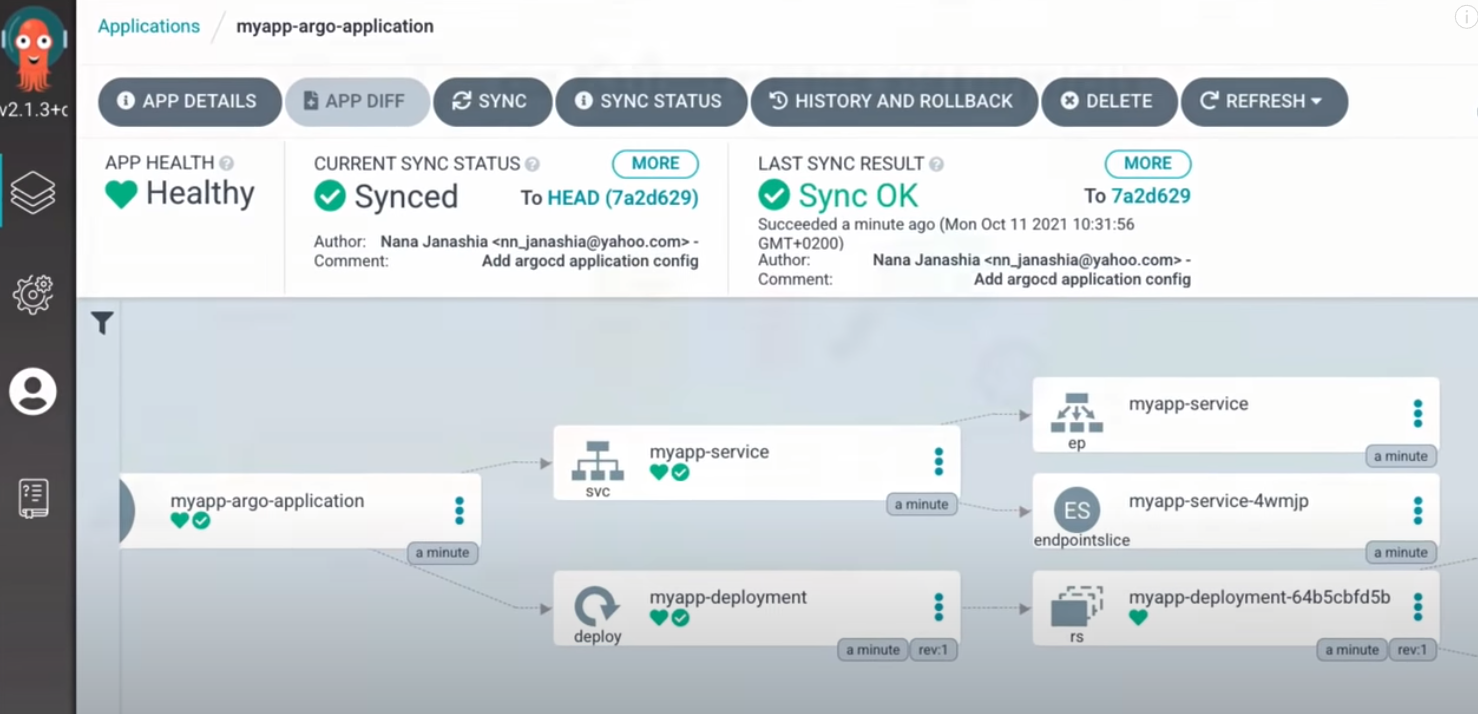 Applications / myapp-argo-application
v2.1.3+
APP DETAILS
APP DIFF
SYNC
SYNC STATUS
HISTORY AND ROLLBACK
DELETE
REFRESH
APP HEALTH
Healthy
CURRENT SYNC STATUS
MORE
Synced
To HEAD (7a2d629)
Author: Nana Janashia <nn_janashia@yahoo.com> -
Comment: Add argocd application config
LAST SYNC RESULT
MORE
Sync OK
To 7a2d629
Succeeded a minute ago (Mon Oct 11 2021 10:31:56
GMT+0200)
Author: Nana Janashia <nn_janashia@yahoo.com> -
Comment: Add argocd application config
myapp-argo-application
a minute
myapp-service
svc
a minute
myapp-deployment
deploy
a minute
rev:1
myapp-service
ep
a minute
ES
myapp-service-4wmjp
endpointslice
a minute
myapp-deployment-64b5cbfd5b
rs
a minute
rev:1